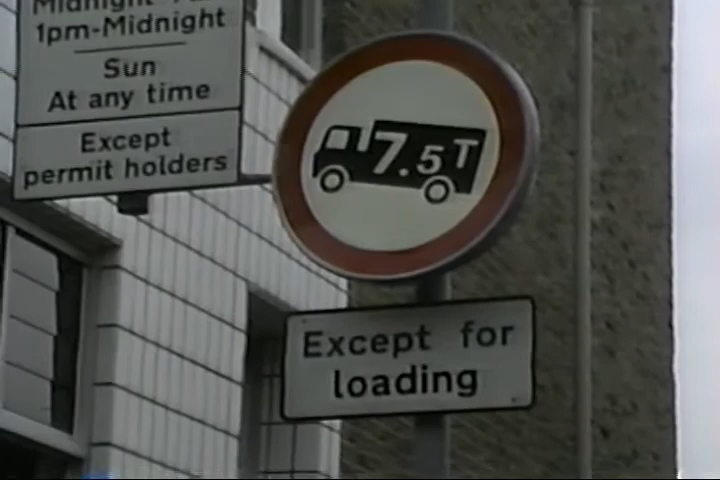 Midnight
1pm-Midnight
Sun
At any time
Except
permit holders
7.5T
Except for
loading